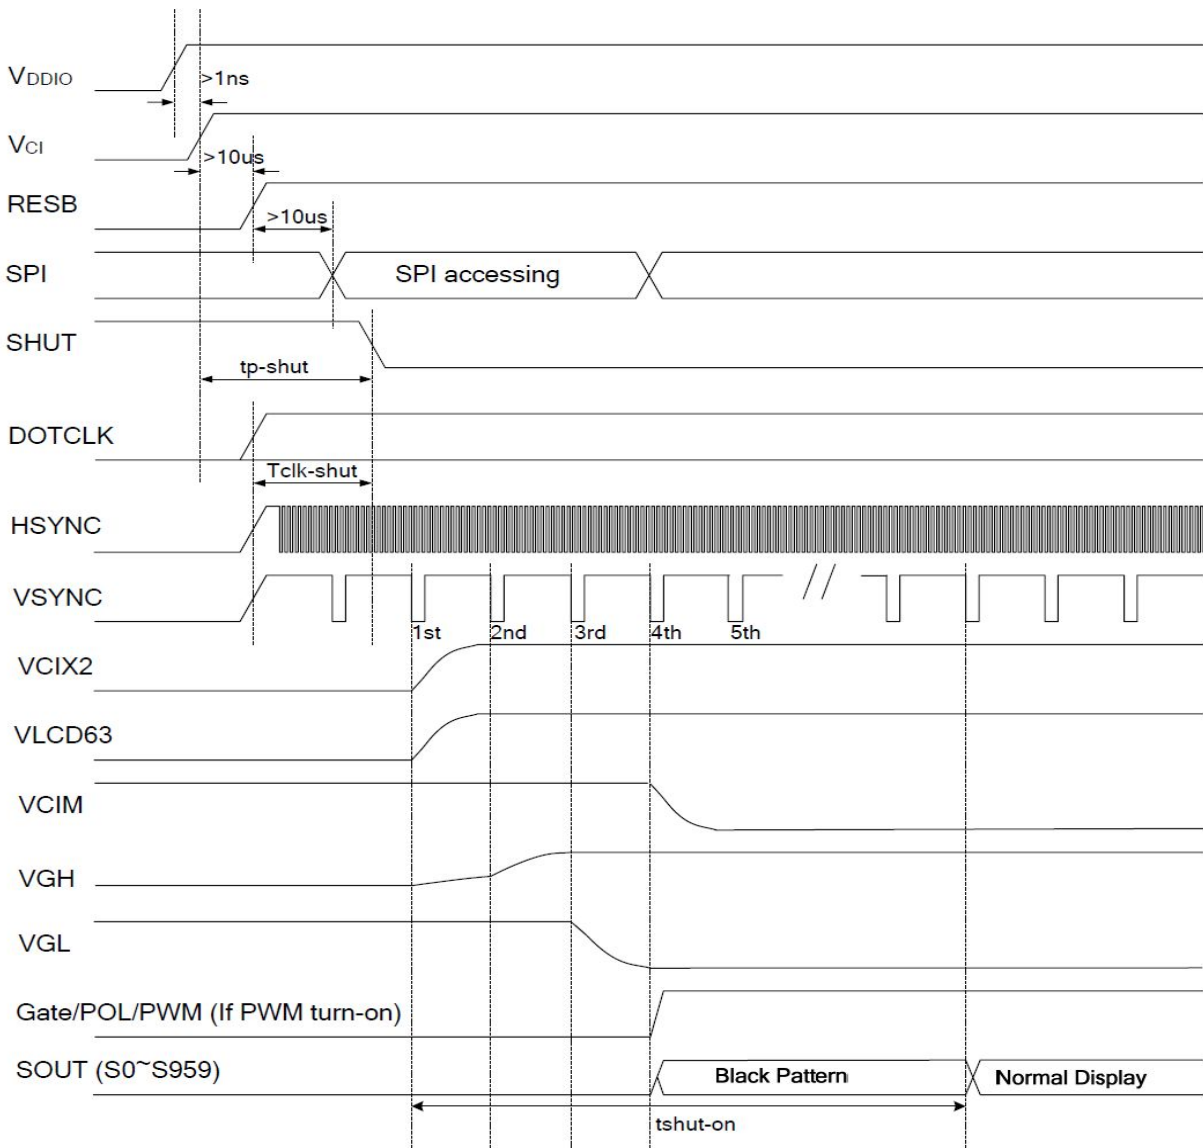 VDDIO
>1ns
VCI
>10us
RESB
>10us
SPI
SPI accessing
SHUT
tp-shut
DOTCLK
Tclk-shut
HSYNC
VSYNC
1st 2nd 3rd 4th 5th
VCIX2
VLCD63
VCIM
VGH
VGL
Gate/POL/PWM (If PWM turn-on)
SOUT (S0~S959)
Black Pattern
Normal Display
tshut-on